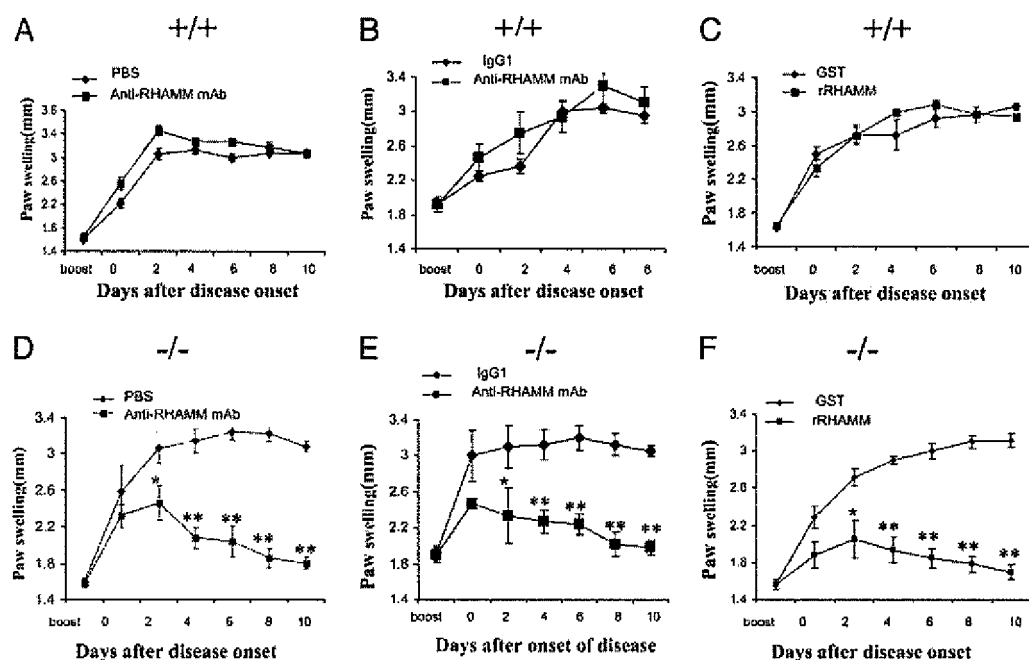 A +/+
PBS
Anti-RHAMM mAb
Paw swelling(mm)
3.8
3.4
3
2.6
2.2
1.8
1.4
boost 0 2 4 6 8 10
Days after disease onset
B +/+
IgG1
Anti-RHAMM mAb
Paw swelling(mm)
3.4
3.0
2.6
2.2
1.8
1.4
boost 0 2 4 6 8
Days after disease onset
C +/+
GST
rRHAMM
Paw swelling(mm)
3.4
3.0
2.6
2.2
1.8
1.4
boost 0 2 4 6 8 10
Days after disease onset
D -/-
PBS
Anti-RHAMM mAb
Paw swelling(mm)
3.4
3.0
2.6
2.2
1.8
1.4
* ** ** ** **
boost 0 2 4 6 8 10
Days after disease onset
E -/-
IgG1
Anti-RHAMM mAb
Paw swelling(mm)
3.4
3.0
2.6
2.2
1.8
1.4
* ** ** ** **
boost 0 2 4 6 8 10
Days after onset of disease
F -/-
GST
rRHAMM
Paw swelling(mm)
3.4
3.0
2.6
2.2
1.8
1.4
* ** ** ** **
boost 0 2 4 6 8 10
Days after disease onset